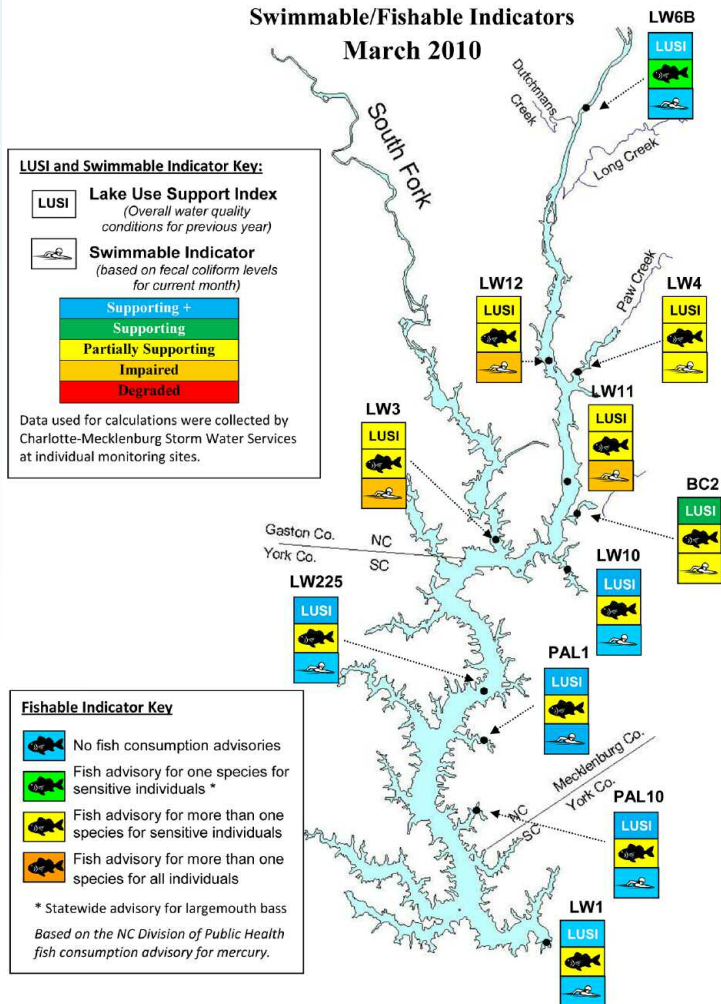 Swimmable/Fishable Indicators
March 2010
LW6B
LUSI
Dutchmans
Creek
Long Creek
South Fork
LUSI and Swimmable Indicator Key:
LUSI
Lake Use Support Index
(Overall water quality
conditions for previous year)
Swimmable Indicator
(based on fecal coliform levels
for current month)
Supporting +
Supporting
Partially Supporting
Impaired
Degraded
Data used for calculations were collected by
Charlotte-Mecklenburg Storm Water Services
at individual monitoring sites.
Paw Creek
LW12
LUSI
LW4
LUSI
LW11
LUSI
LW3
LUSI
BC2
LUSI
Gaston Co. NC
York Co. SC
LW10
LUSI
LW225
LUSI
PAL1
LUSI
Mecklenburg Co.
NC York Co.
SC
PAL10
LUSI
LW1
LUSI
Fishable Indicator Key
No fish consumption advisories
Fish advisory for one species for
sensitive individuals *
Fish advisory for more than one
species for sensitive individuals
Fish advisory for more than one
species for all individuals
* Statewide advisory for largemouth bass
Based on the NC Division of Public Health
fish consumption advisory for mercury.